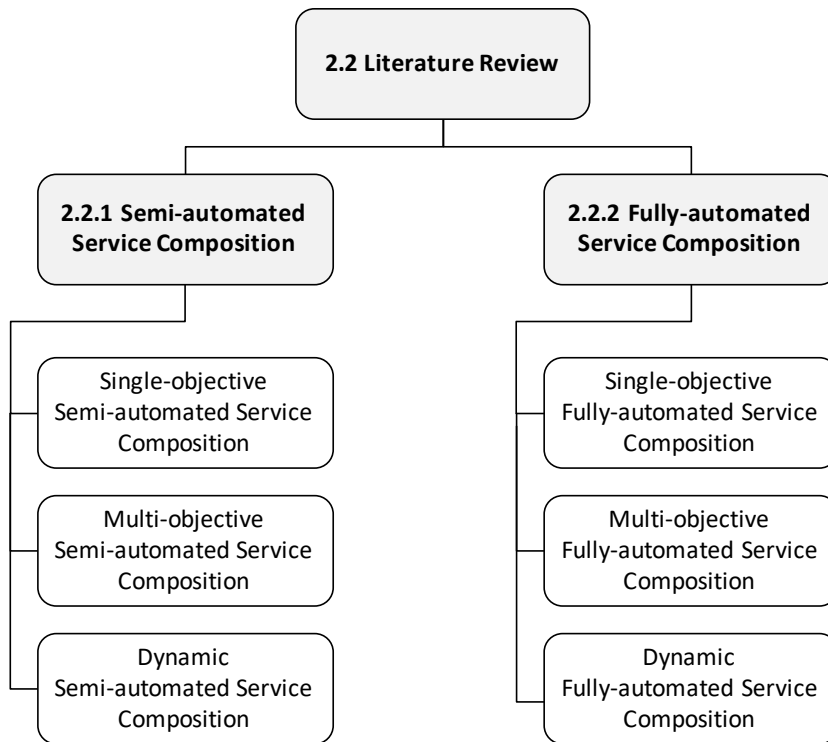 2.2 Literature Review
2.2.1 Semi-automated
Service Composition
2.2.2 Fully-automated
Service Composition
Single-objective
Semi-automated Service
Composition
Multi-objective
Semi-automated Service
Composition
Dynamic
Semi-automated Service
Composition
Single-objective
Fully-automated Service
Composition
Multi-objective
Fully-automated Service
Composition
Dynamic
Fully-automated Service
Composition